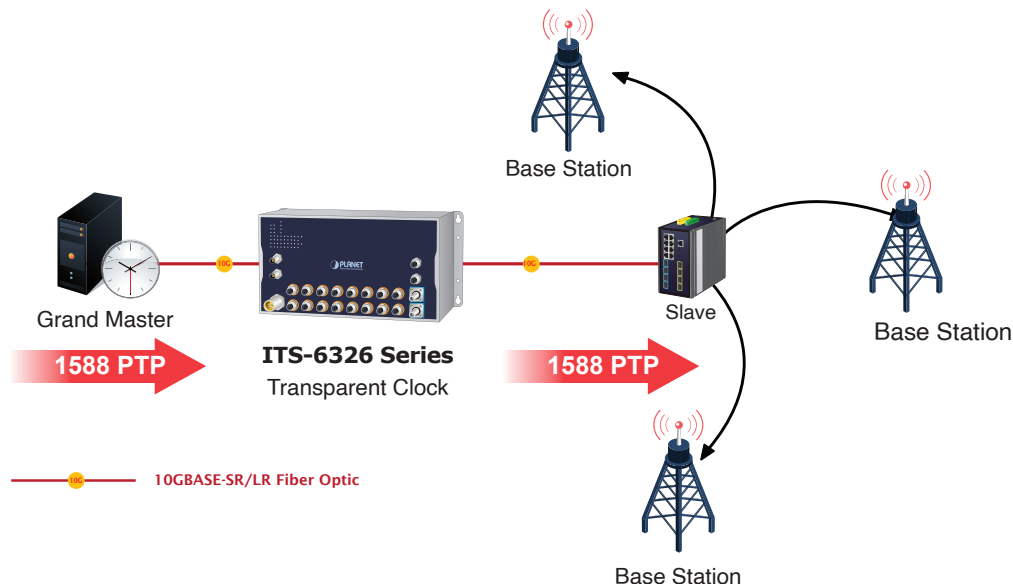 Base Station
10G
PLANET
10G
Grand Master
Slave
Base Station
ITS-6326 Series
1588 PTP
Transparent Clock
1588 PTP
10G
10GBASE-SR/LR Fiber Optic
Base Station